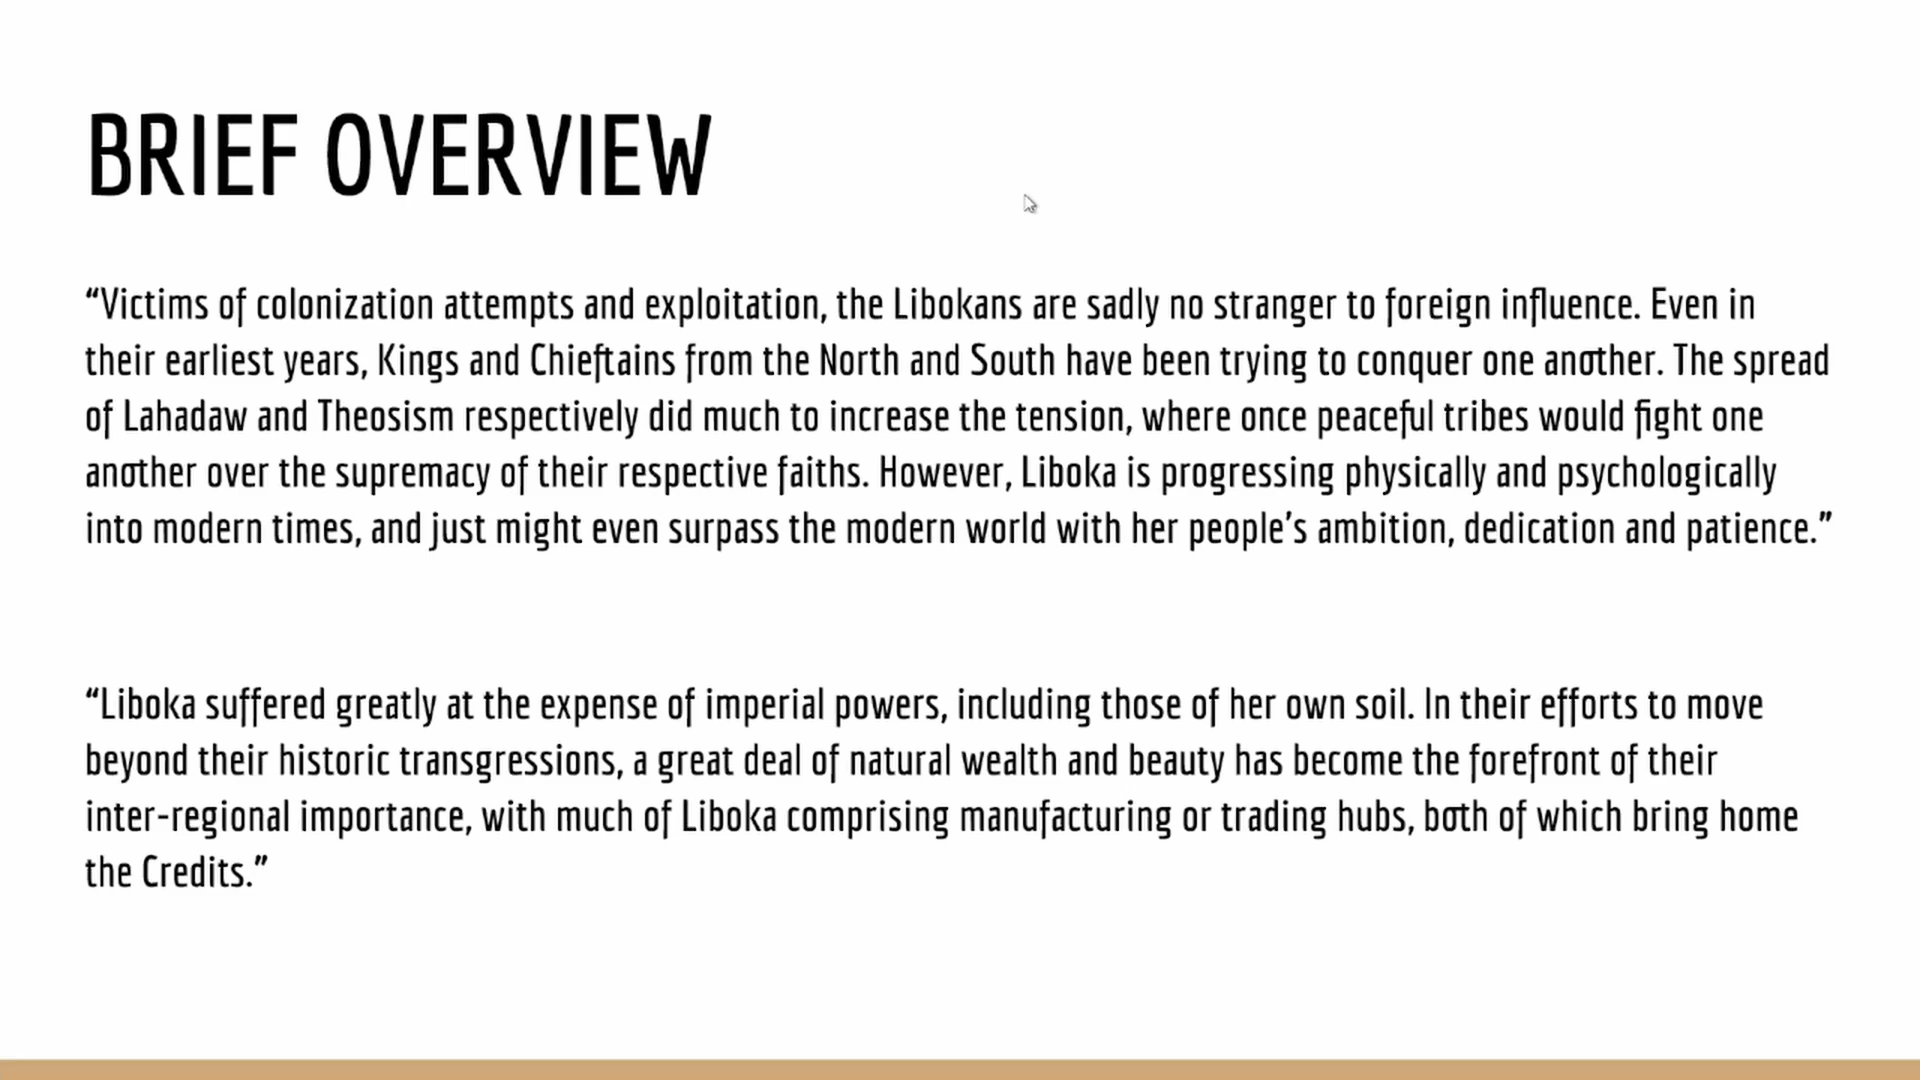 BRIEF OVERVIEW
“Victims of colonization attempts and exploitation, the Libokans are sadly no stranger to foreign influence. Even in
their earliest years, Kings and Chieftains from the North and South have been trying to conquer one another. The spread
of Lahadaw and Theosism respectively did much to increase the tension, where once peaceful tribes would fight one
another over the supremacy of their respective faiths. However, Liboka is progressing physically and psychologically
into modern times, and just might even surpass the modern world with her people’s ambition, dedication and patience.”
“Liboka suffered greatly at the expense of imperial powers, including those of her own soil. In their efforts to move
beyond their historic transgressions, a great deal of natural wealth and beauty has become the forefront of their
inter-regional importance, with much of Liboka comprising manufacturing or trading hubs, both of which bring home
the Credits.”